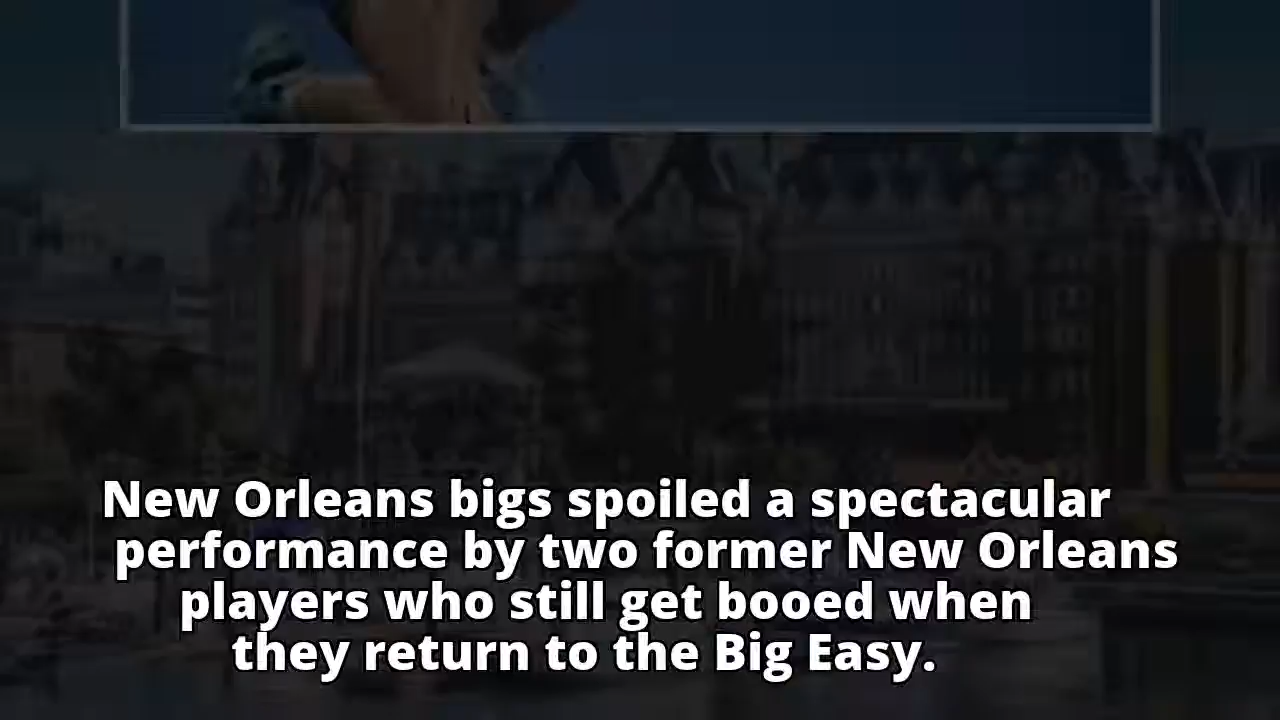 New Orleans bigs spoiled a spectacular
performance by two former New Orleans
players who still get booed when
they return to the Big Easy.